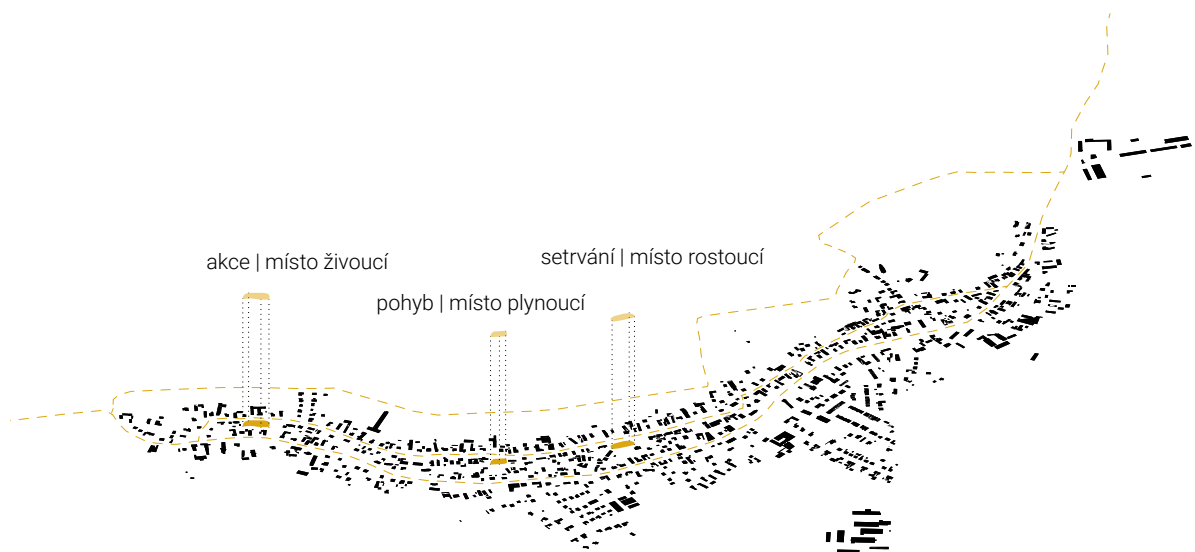 akce | místo živoucí
pohyb | místo plynoucí
setrvání | místo rostoucí